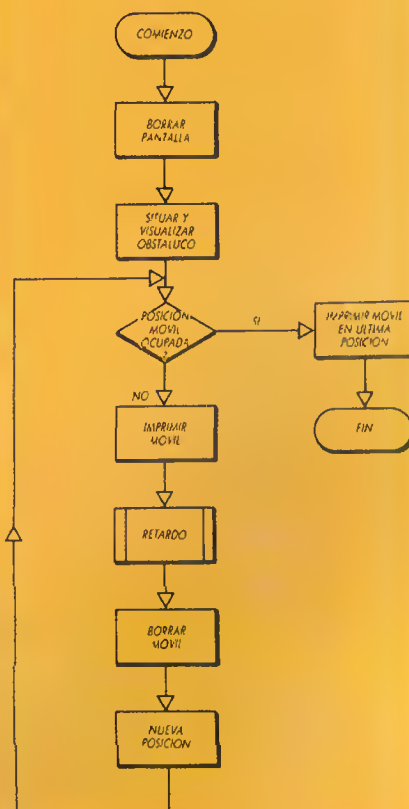 COMIENZO
BORRAR
PANTALLA
SITUAR Y
VISUALIZAR
OBSTALUCO
POSICION
MOVIL
OCUPADA
?
SI
IMPRIMIR MOVIL
EN ULTIMA
POSICION
FIN
NO
IMPRIMIR
MOVIL
RETARDO
BORRAR
MOVIL
NUEVA
POSICION